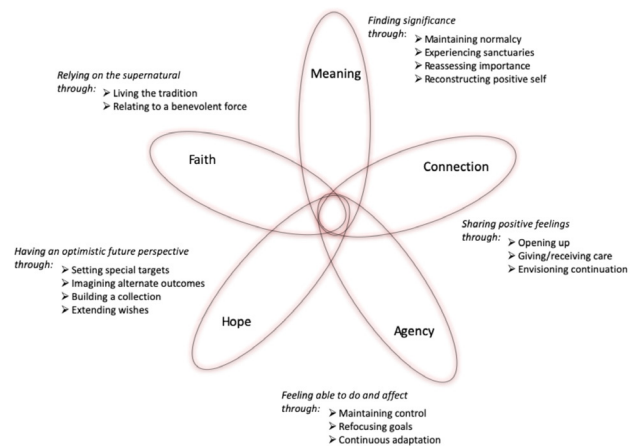 Finding significance
through:
➢ Maintaining normalcy
➢ Experiencing sanctuaries
➢ Reassessing importance
➢ Reconstructing positive self
Meaning
Relying on the supernatural
through:
➢ Living the tradition
➢ Relating to a benevolent force
Faith
Connection
Sharing positive feelings
through:
➢ Opening up
➢ Giving/receiving care
➢ Envisioning continuation
Having an optimistic future perspective
through:
➢ Setting special targets
➢ Imagining alternate outcomes
➢ Building a collection
➢ Extending wishes
Hope
Agency
Feeling able to do and affect
through:
➢ Maintaining control
➢ Refocusing goals
➢ Continuous adaptation